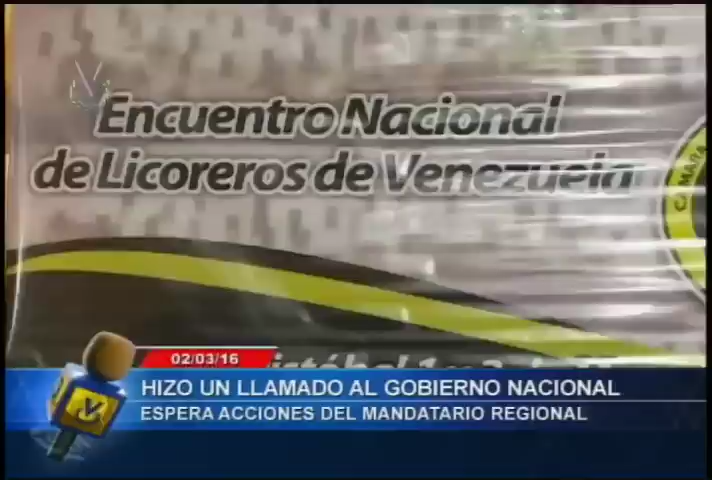 Encuentro Nacional
de Licoreros de Venezuela
CAMARA
02/03/16
HIZO UN LLAMADO AL GOBIERNO NACIONAL
ESPERA ACCIONES DEL MANDATARIO REGIONAL